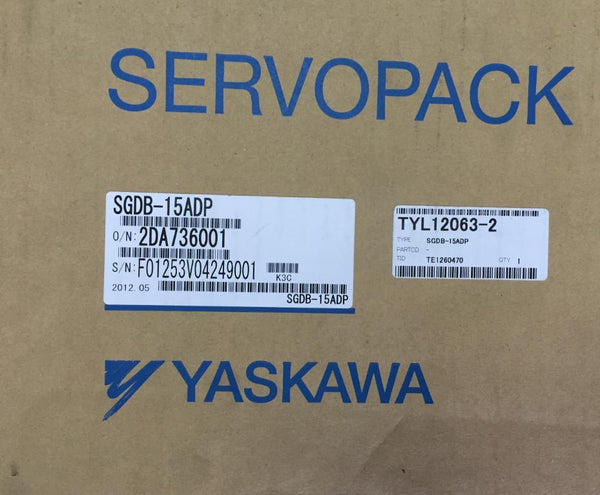 SERVOPACK
SGDB-15ADP
O/N: 2DA736001
S/N: F01253V04249001
K3C
2012.05
SGDB-15ADP
TYL12063-2
TYPE SGDB-15ADP
PARTCD -
TID TE1260470 QTY 1
YASKAWA